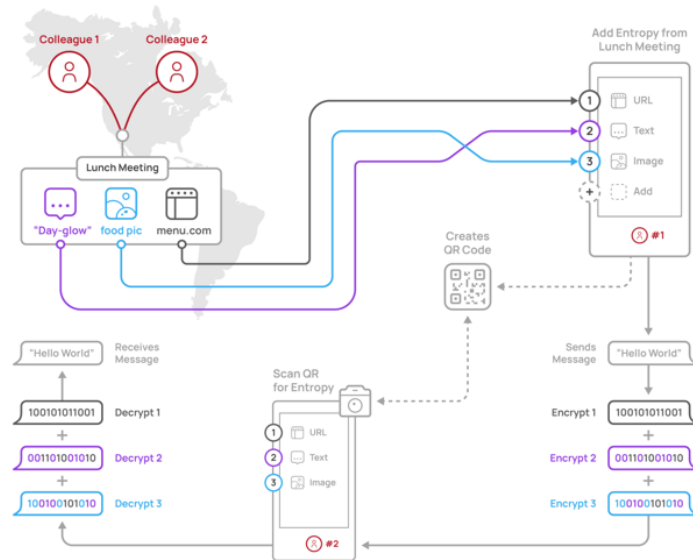 Colleague 1
Colleague 2
Add Entropy from
Lunch Meeting
1
URL
2
Text
3
Image
+
Add
#1
Lunch Meeting
"Day-glow"
food pic
menu.com
Creates
QR Code
"Hello World"
Receives
Message
Sends
Message
"Hello World"
Scan QR
for Entropy
1
URL
2
Text
3
Image
#2
100101011001
Decrypt 1
+
001101001010
Decrypt 2
+
100100101010
Decrypt 3
Encrypt 1
100101011001
+
Encrypt 2
001101001010
+
Encrypt 3
100100101010